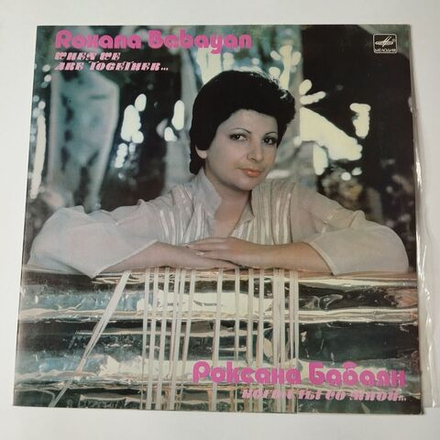 Roxana Babayan
WHEN WE
ARE TOGETHER...
Роксана Бабаян
КОГДА ТЫ СО МНОЙ...